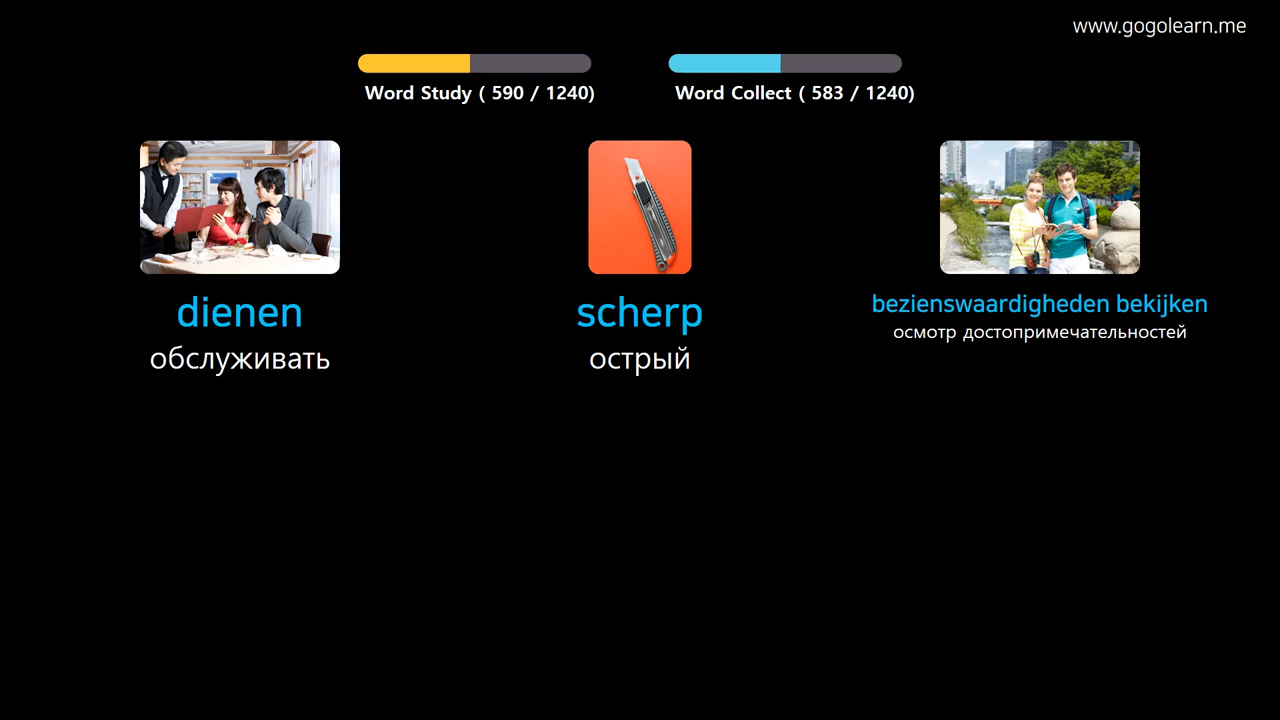 www.gogolearn.me
Word Study ( 590 / 1240)
Word Collect ( 583 / 1240)
dienen
обслуживать
scherp
острый
bezienswaardigheden bekijken
осмотр достопримечательностей